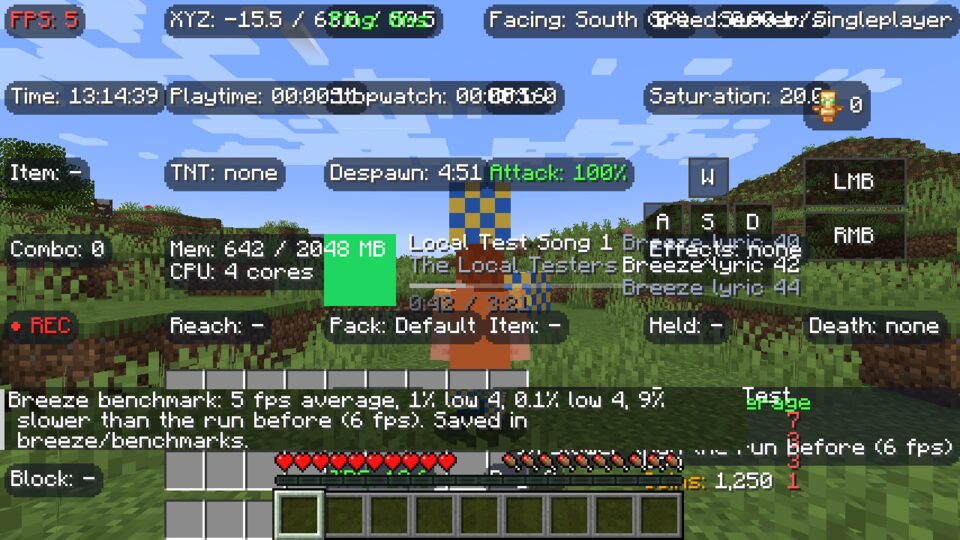 FPS: 5
XYZ: -15.5 /
Facing: South
Singleplayer
Time: 13:14:39
Playtime:
Stopwatch:
Saturation: 20.0
0
Item: -
TNT: none
Despawn: 4:51
Attack: 100%
W
LMB
A S D
RMB
Combo: 0
Mem: 642 / 2048 MB
CPU: 4 cores
Local Test Song 1
The Local Testers
0:42 / 3:21
Breeze lyric 40
Effects: none
Breeze lyric 42
Breeze lyric 44
• REC
Reach: -
Pack: Default
Item: -
Held: -
Death: none
Breeze benchmark: 5 fps average, 1% low 4, 0.1% low 4, 9%
slower than the run before (6 fps). Saved in
breeze/benchmarks.
Test
7
3
the run before (6 fps)
3
1,250
1
Block: -